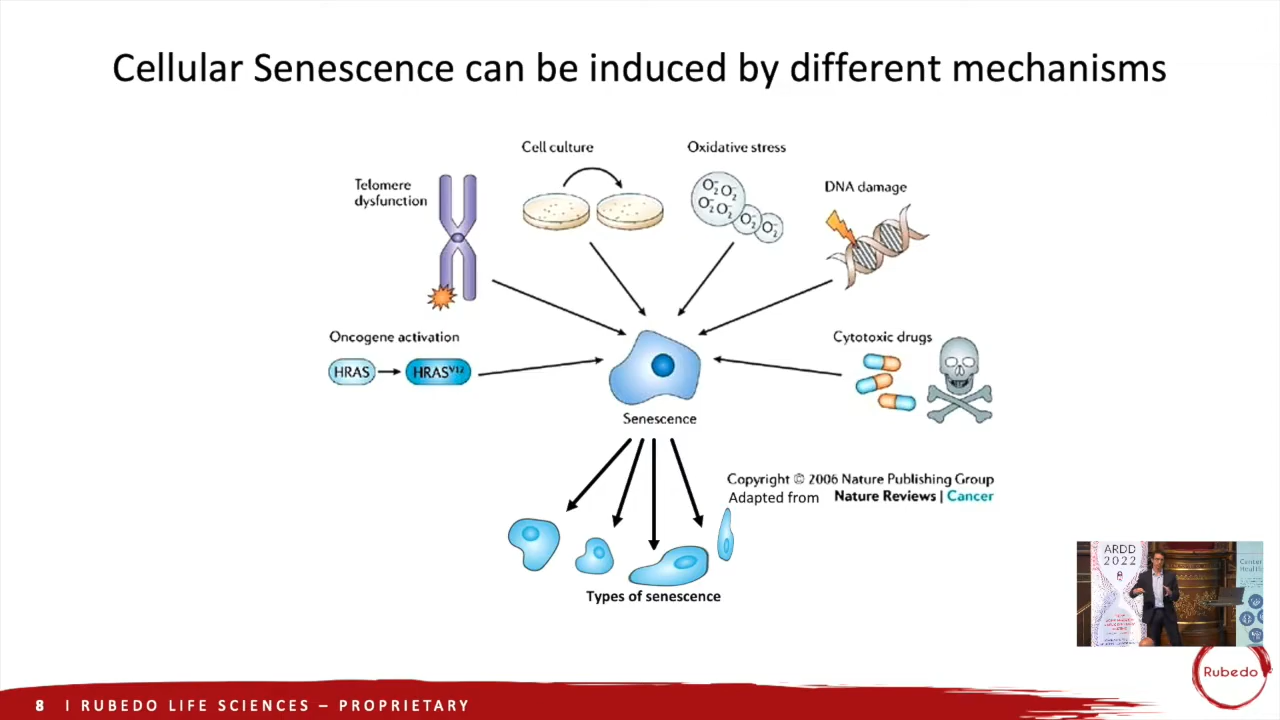 Cellular Senescence can be induced by different mechanisms
Cell culture
Oxidative stress
Telomere
dysfunction
DNA damage
O₂⁻ O₂⁻
O₂⁻ O₂⁻
O₂⁻ O₂⁻
Oncogene activation
Cytotoxic drugs
HRAS
HRASV12
Senescence
Copyright © 2006 Nature Publishing Group
Adapted from Nature Reviews | Cancer
Types of senescence
ARDD
2022
Rubedo
8 | RUBEDO LIFE SCIENCES – PROPRIETARY